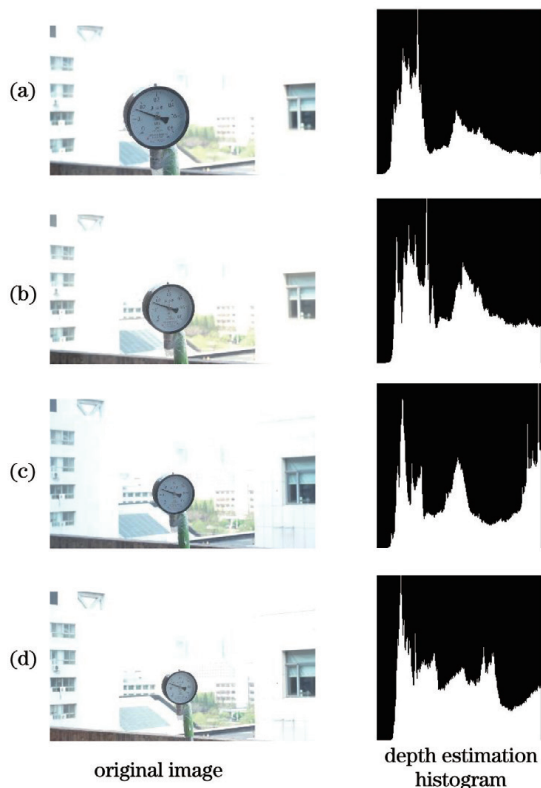 (a)
(b)
(c)
(d)
original image
depth estimation
histogram